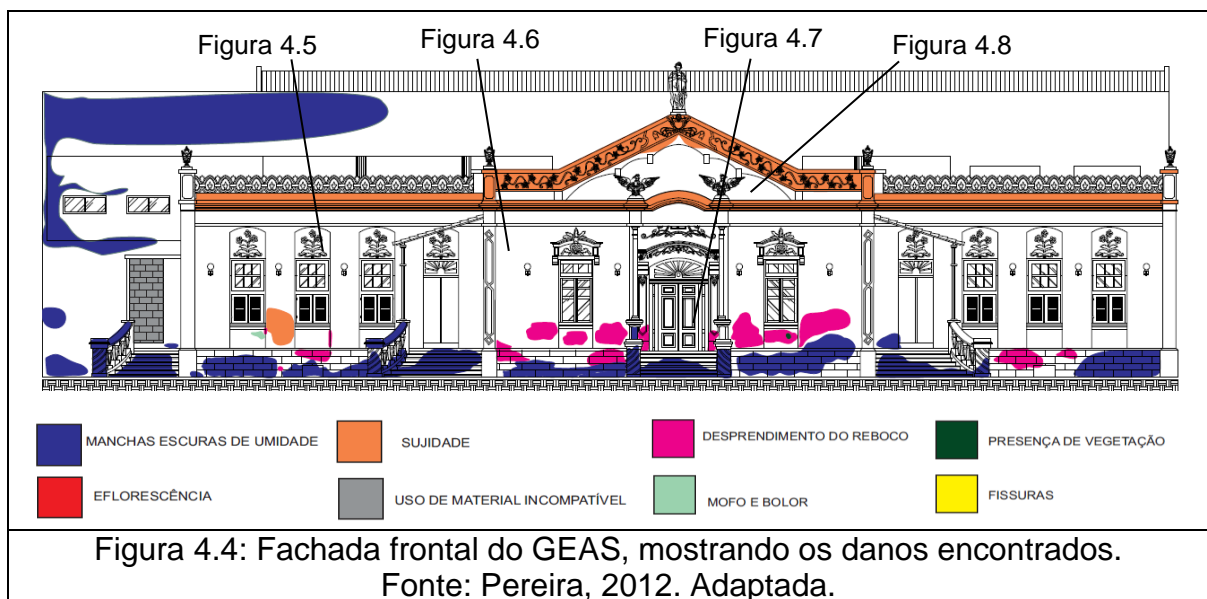 Figura 4.5
Figura 4.6
Figura 4.7
Figura 4.8
MANCHAS ESCURAS DE UMIDADE
SUJIDADE
DESPRENDIMENTO DO REBOCO
PRESENÇA DE VEGETAÇÃO
EFLORESCÊNCIA
USO DE MATERIAL INCOMPATÍVEL
MOFO E BOLOR
FISSURAS
Figura 4.4: Fachada frontal do GEAS, mostrando os danos encontrados.
Fonte: Pereira, 2012. Adaptada.